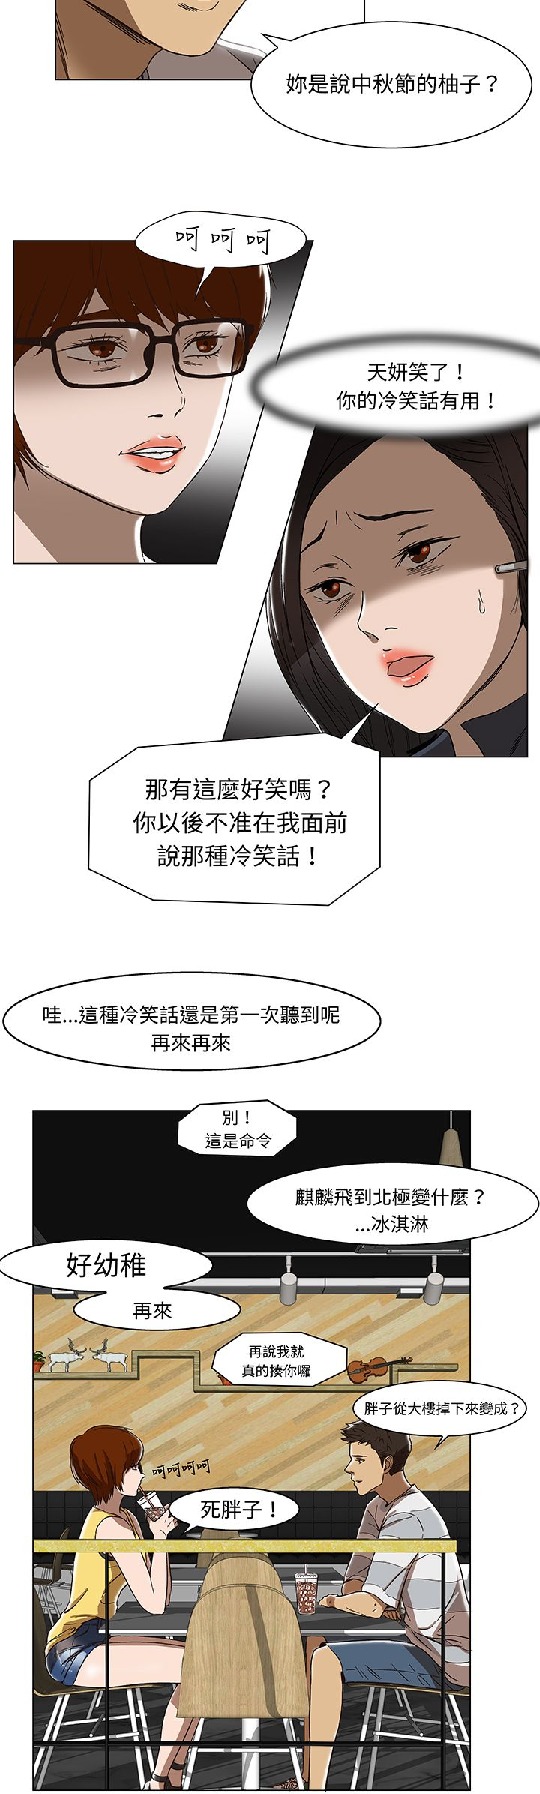 妳是說中秋節的柚子？
呵 呵 呵
天妍笑了！
你的冷笑話有用！
那有這麼好笑嗎？
你以後不准在我面前
說那種冷笑話！
哇...這種冷笑話還是第一次聽到呢
再來再來
別！
這是命令
麒麟飛到北極變什麼？
...冰淇淋
好幼稚
再來
再說我就
真的揍你囉
胖子從大樓掉下來變成？
呵呵呵呵
死胖子！